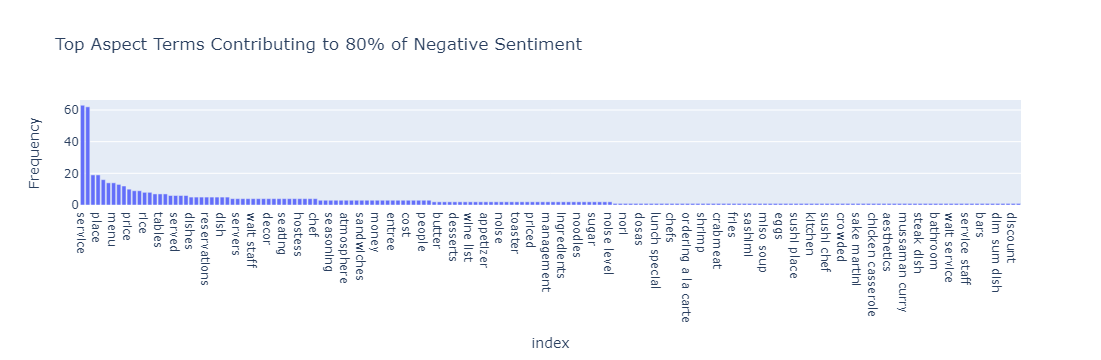 Top Aspect Terms Contributing to 80% of Negative Sentiment
Frequency
60
40
20
0
service
place
menu
price
rice
tables
served
dishes
reservations
dish
servers
wait staff
decor
seating
hostess
chef
seasoning
atmosphere
sandwiches
money
entree
cost
people
butter
desserts
wine list
appetizer
noise
toaster
priced
management
ingredients
noodles
sugar
noise level
nori
dosas
lunch special
chefs
ordering a la carte
shrimp
crabmeat
fries
sashimi
miso soup
eggs
sushi place
kitchen
sushi chef
crowded
sake martini
chicken casserole
aesthetics
mussaman curry
steak dish
bathroom
wait service
service staff
bars
dim sum dish
discount
index